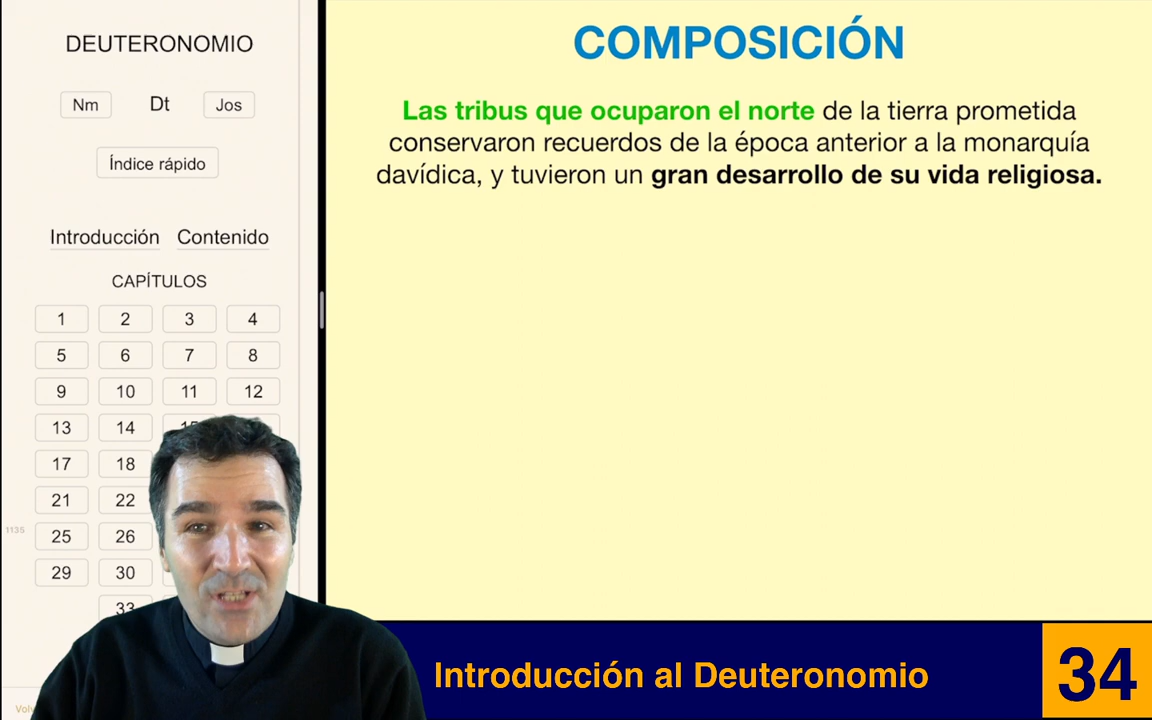 DEUTERONOMIO
Nm Dt Jos
Índice rápido
Introducción Contenido
CAPÍTULOS
1 2 3 4
5 6 7 8
9 10 11 12
13 14
17 18
21 22
25 26
29 30
33
1135
COMPOSICIÓN
Las tribus que ocuparon el norte de la tierra prometida
conservaron recuerdos de la época anterior a la monarquía
davídica, y tuvieron un gran desarrollo de su vida religiosa.
Introducción al Deuteronomio
34